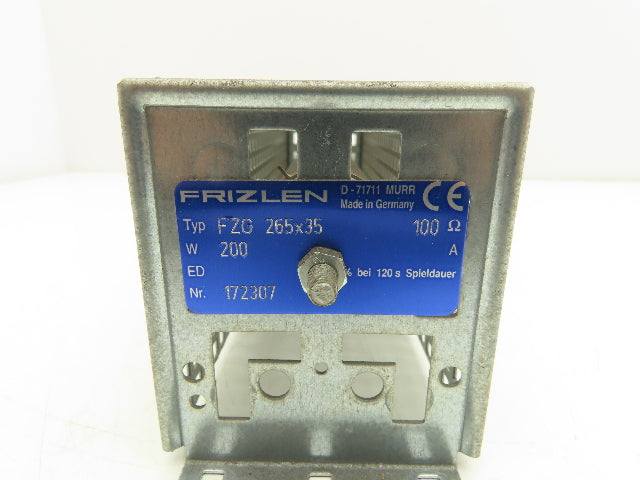 FRIZLEN D-71711 MURR CE
Made in Germany
Typ FZG 265x35 100 Ω
W 200 A
ED % bei 120 s Spieldauer
Nr. 172307